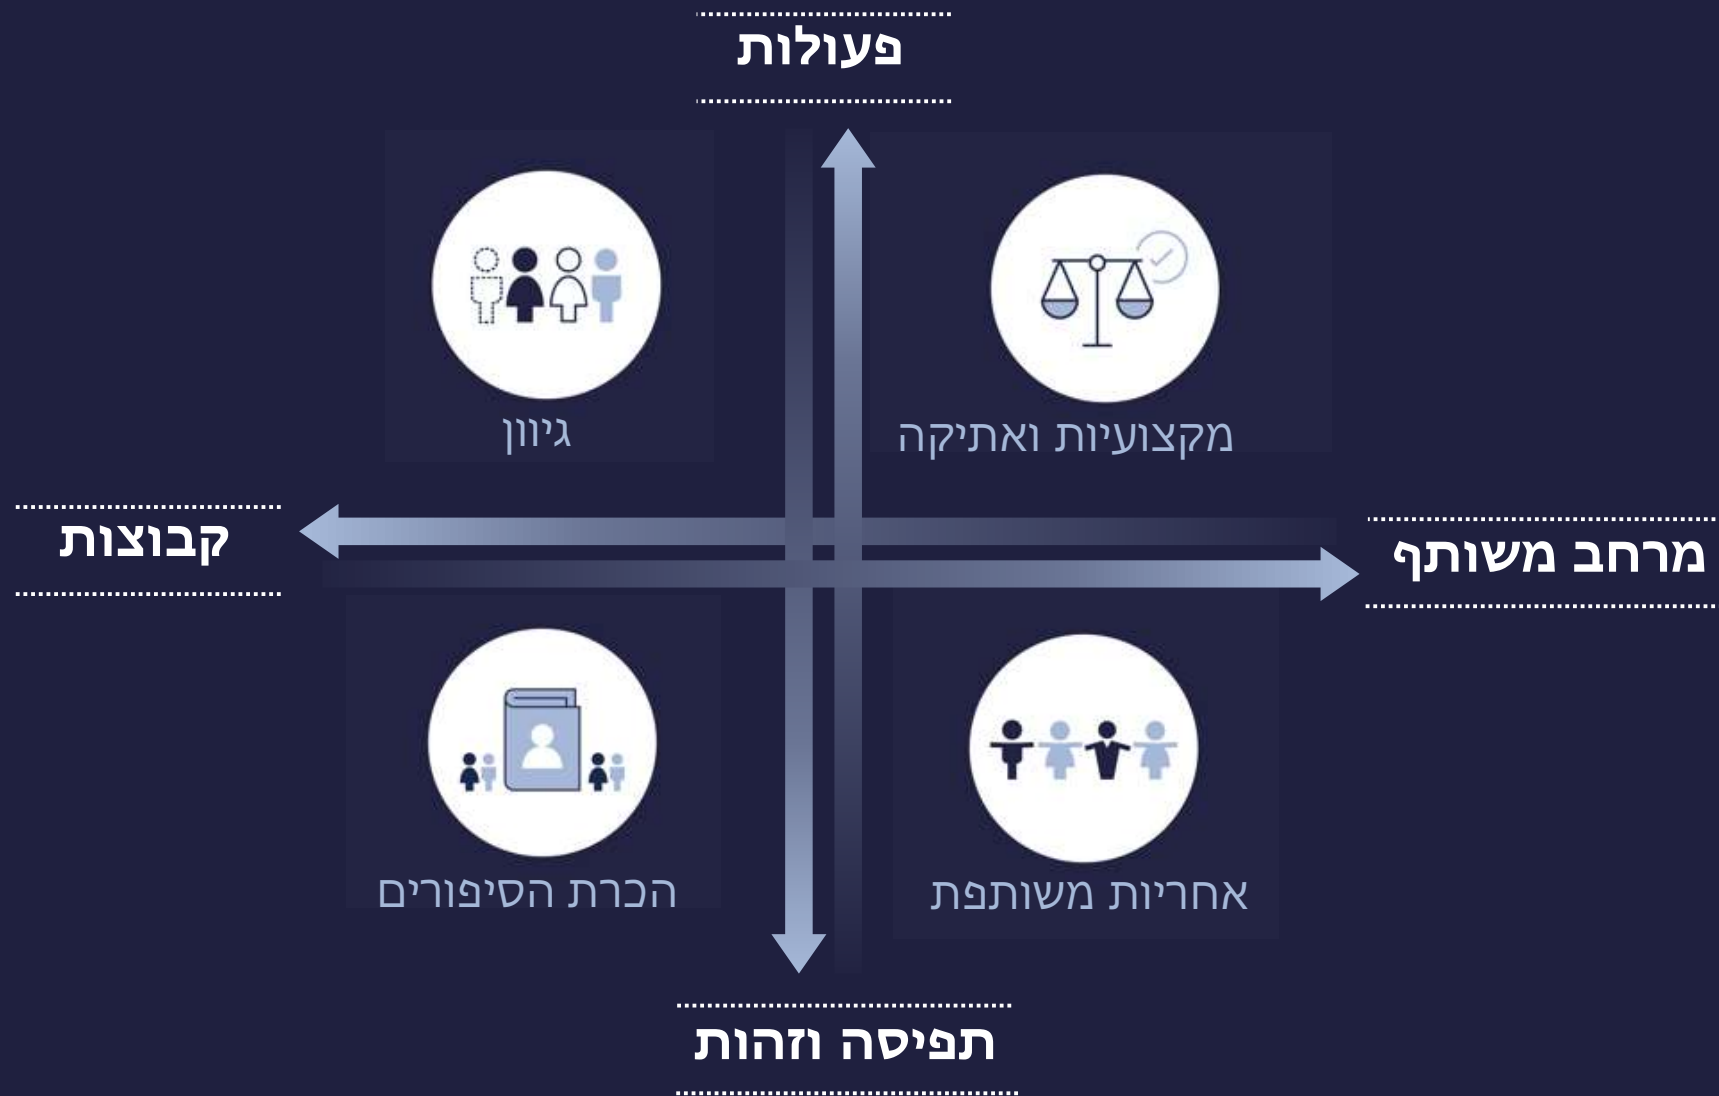 פעולות
מקצועיות ואתיקה
גיוון
מרחב משותף
קבוצות
אחריות משותפת
הכרת הסיפורים
תפיסה וזהות